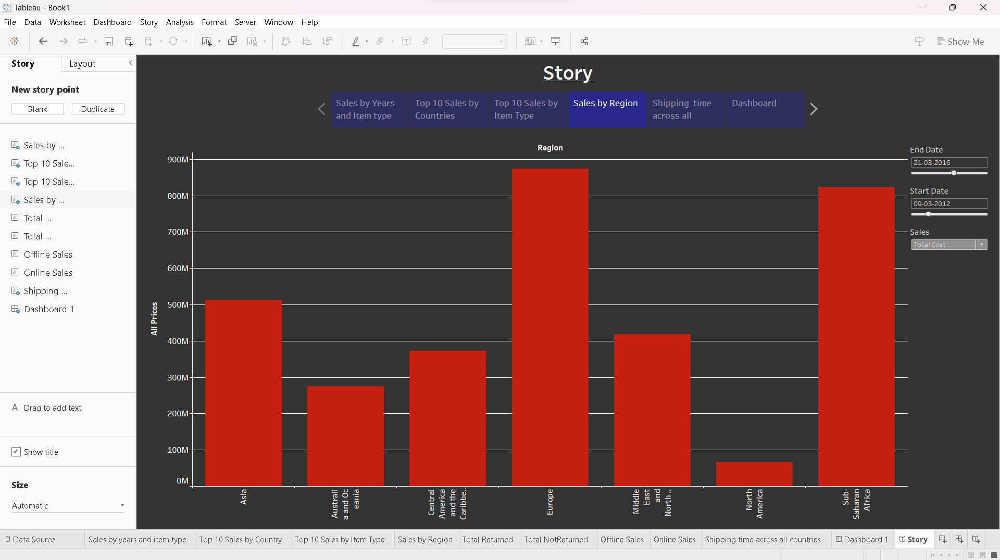 Tableau - Book1
File Data Worksheet Dashboard Story Analysis Format Server Window Help
Show Me
Story Layout
New story point
Blank Duplicate
Sales by ...
Top 10 Sale...
Top 10 Sale...
Sales by ...
Total ...
Total ...
Offline Sales
Online Sales
Shipping ...
Dashboard 1
A Drag to add text
Show title
Size
Automatic
Story
Sales by Years
and Item type
Top 10 Sales by
Countries
Top 10 Sales by
Item Type
Sales by Region
Shipping time
across all
Dashboard
Region
900M
800M
700M
600M
500M
400M
300M
200M
100M
0M
All Prices
Asia
Australi
a and Oc
eania
Central
America
and the
Caribbe..
Europe
Middle
East
and
North..
North
America
Sub-
Saharan
Africa
End Date
21-03-2016
Start Date
09-03-2012
Sales
Total Cost
Data Source Sales by years and item type Top 10 Sales by Country Top 10 Sales by Item Type Sales by Region Total Returned Total NotReturned Offline Sales Online Sales Shipping time across all countries Dashboard 1 Story